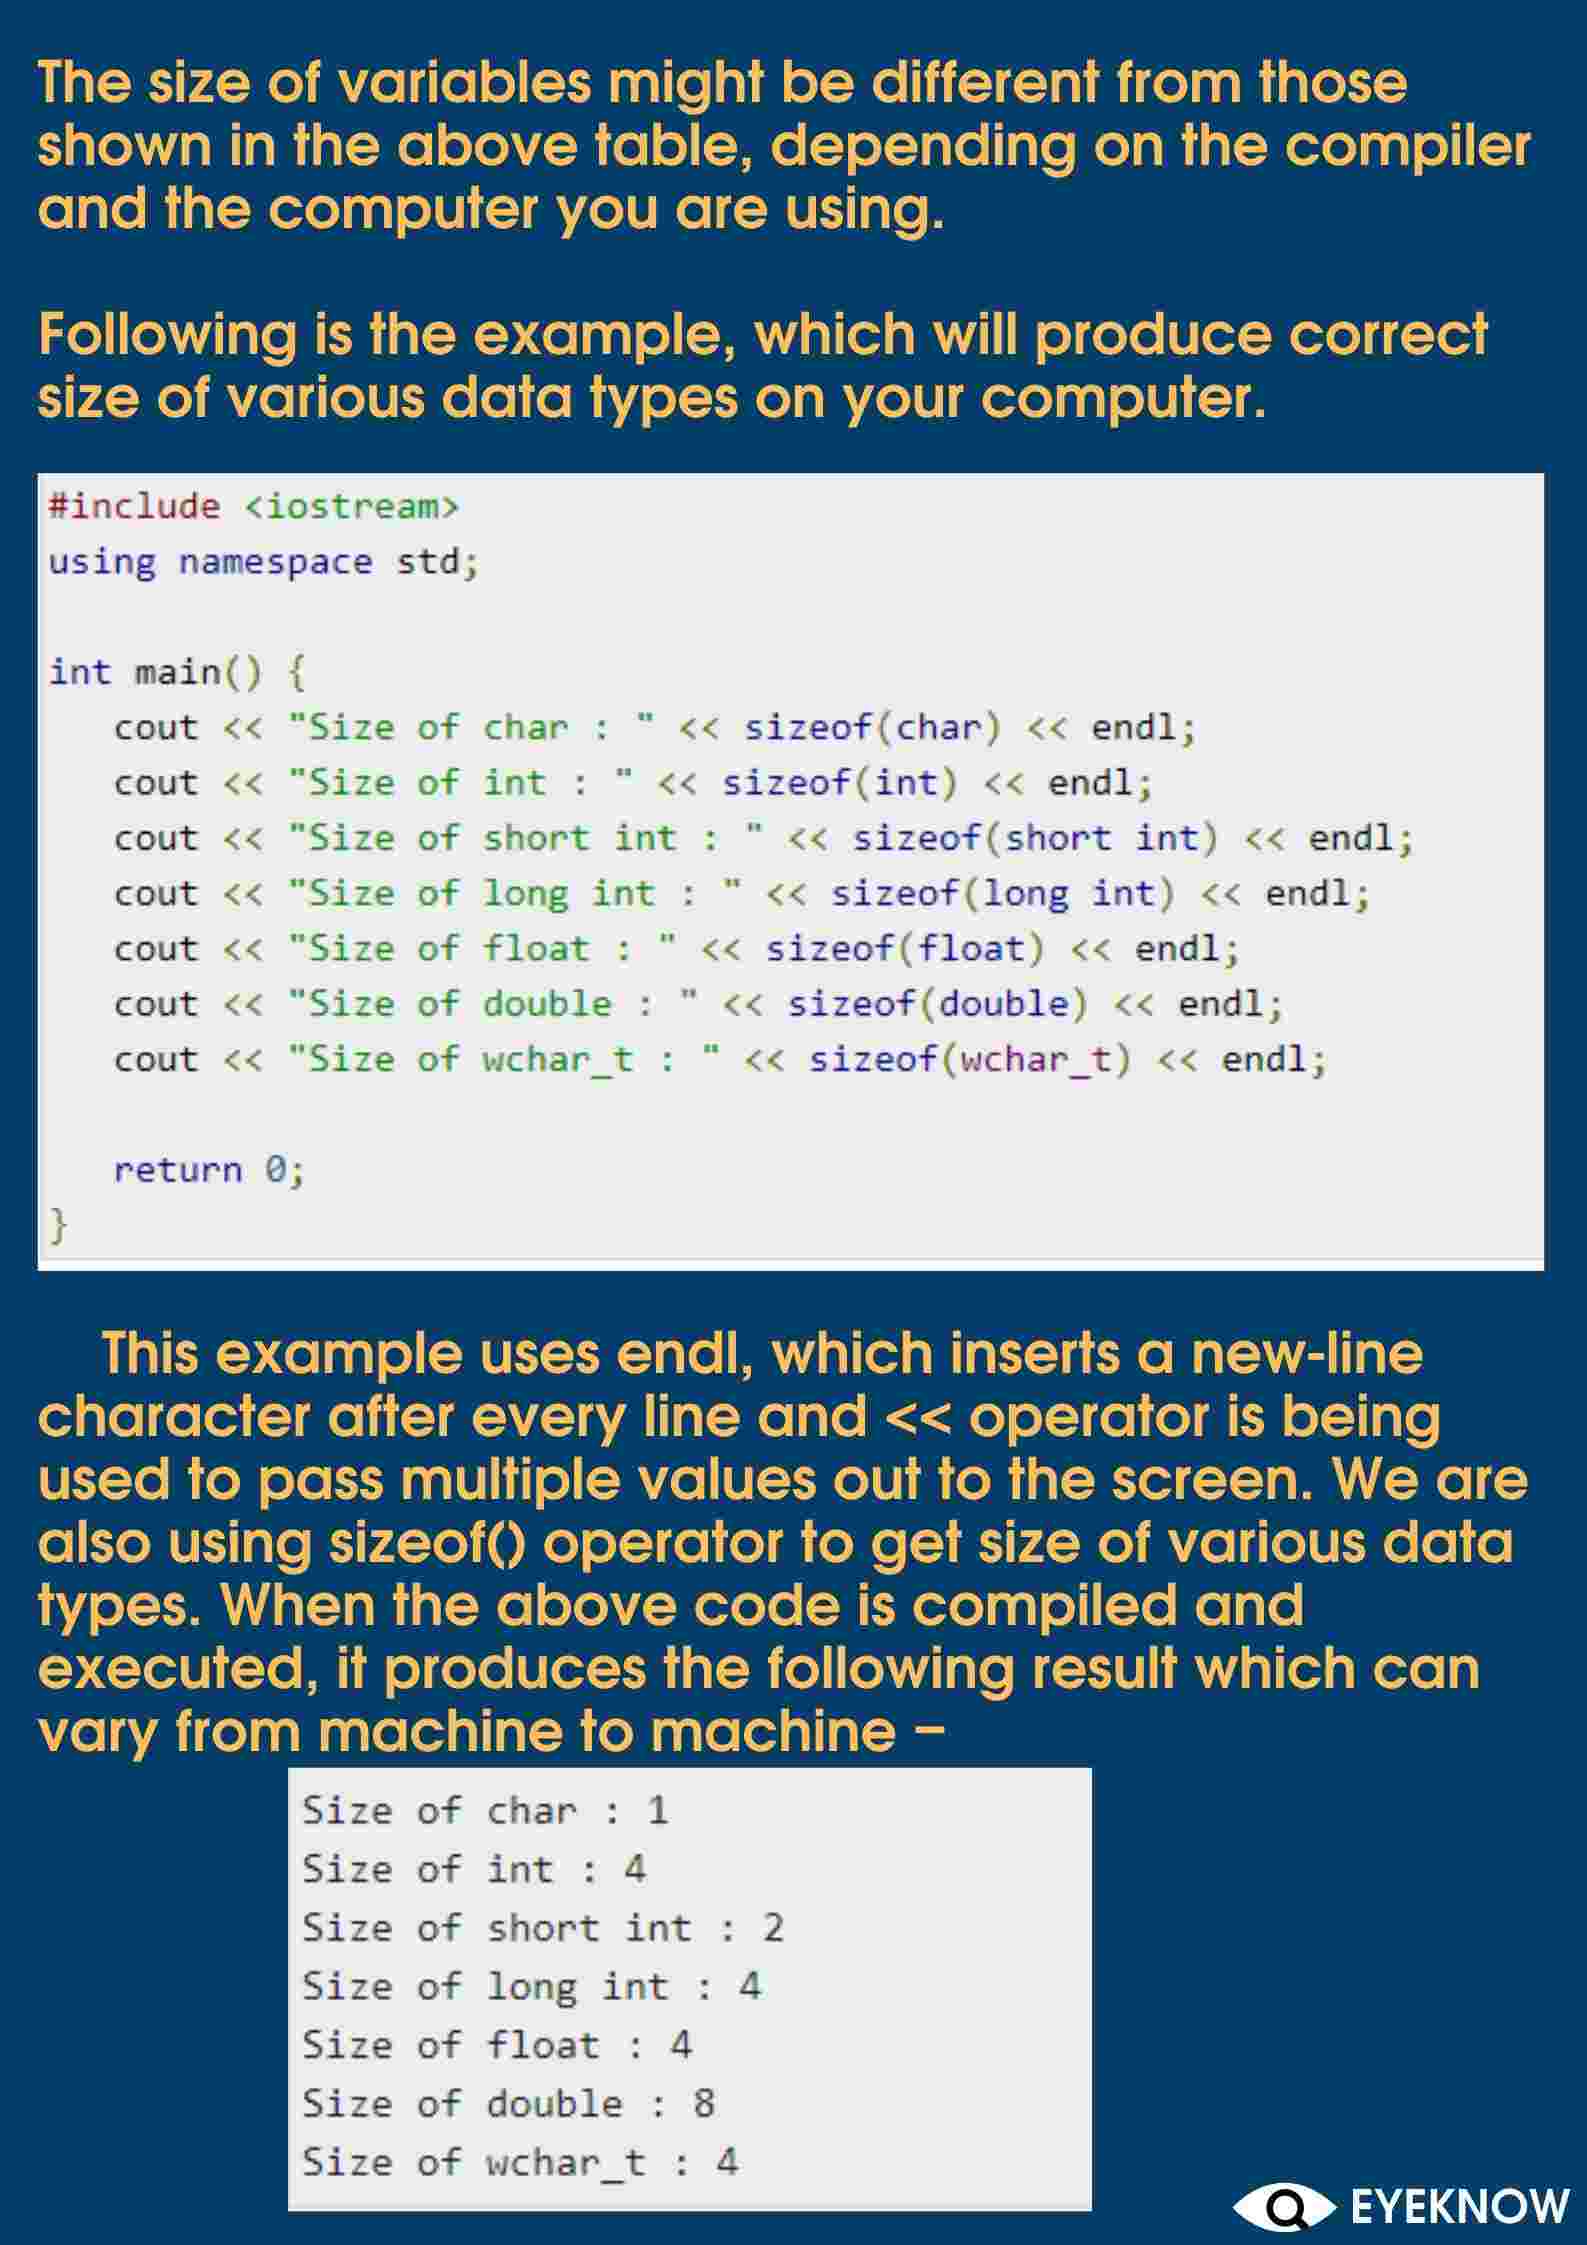 The size of variables might be different from those
shown in the above table, depending on the compiler
and the computer you are using.
Following is the example, which will produce correct
size of various data types on your computer.
#include <iostream>
using namespace std;
int main() {
   cout << "Size of char : " << sizeof(char) << endl;
   cout << "Size of int : " << sizeof(int) << endl;
   cout << "Size of short int : " << sizeof(short int) << endl;
   cout << "Size of long int : " << sizeof(long int) << endl;
   cout << "Size of float : " << sizeof(float) << endl;
   cout << "Size of double : " << sizeof(double) << endl;
   cout << "Size of wchar_t : " << sizeof(wchar_t) << endl;
   return 0;
}
This example uses endl, which inserts a new-line
character after every line and << operator is being
used to pass multiple values out to the screen. We are
also using sizeof() operator to get size of various data
types. When the above code is compiled and
executed, it produces the following result which can
vary from machine to machine –
Size of char : 1
Size of int : 4
Size of short int : 2
Size of long int : 4
Size of float : 4
Size of double : 8
Size of wchar_t : 4
EYEKNOW